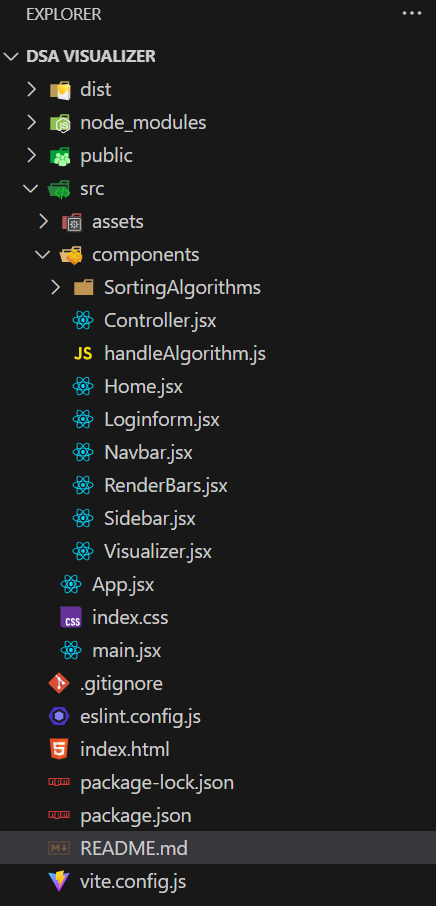 EXPLORER
DSA VISUALIZER
dist
node_modules
public
src
assets
components
SortingAlgorithms
Controller.jsx
JS handleAlgorithm.js
Home.jsx
Loginform.jsx
Navbar.jsx
RenderBars.jsx
Sidebar.jsx
Visualizer.jsx
App.jsx
CSS index.css
main.jsx
.gitignore
eslint.config.js
index.html
package-lock.json
package.json
README.md
vite.config.js